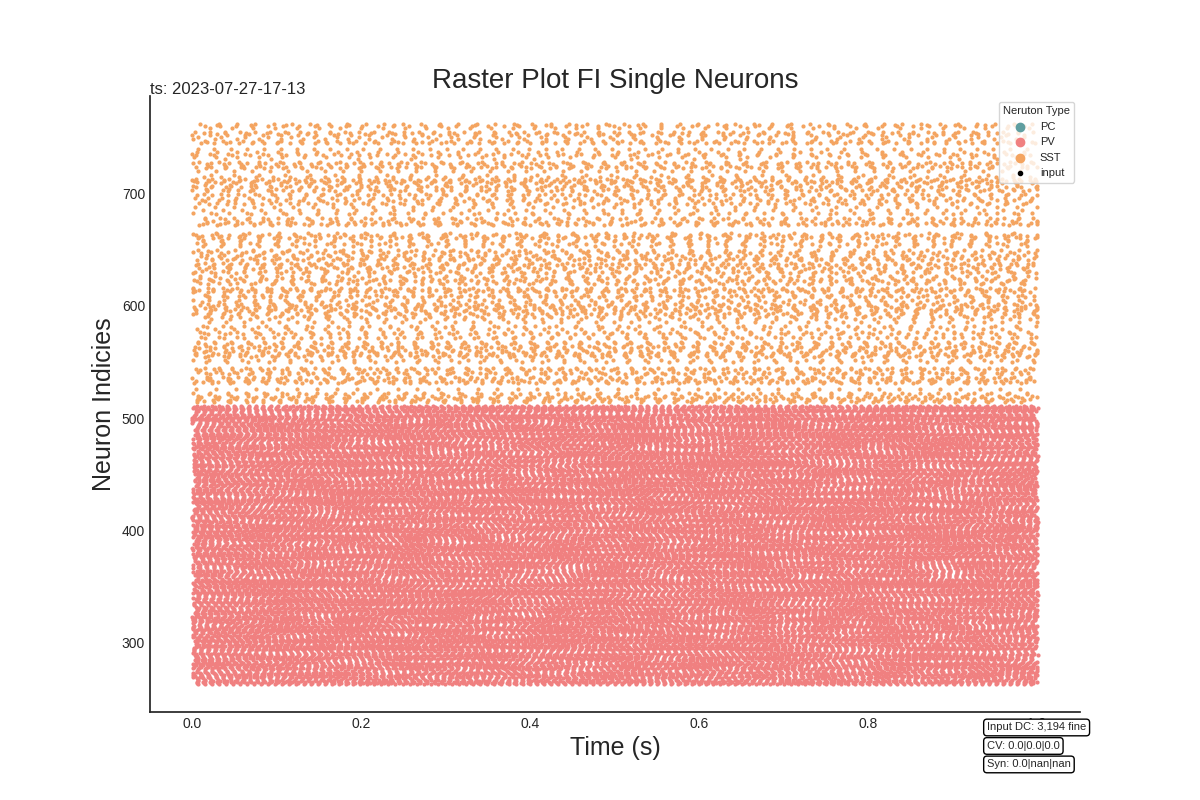 Raster Plot FI Single Neurons
ts: 2023-07-27-17-13
Neruton Type
PC
PV
SST
input
Neuron Indicies
700
600
500
400
300
0.0
0.2
0.4
0.6
0.8
Time (s)
Input DC: 3,194 fine
CV: 0.0|0.0|0.0
Syn: 0.0|nan|nan